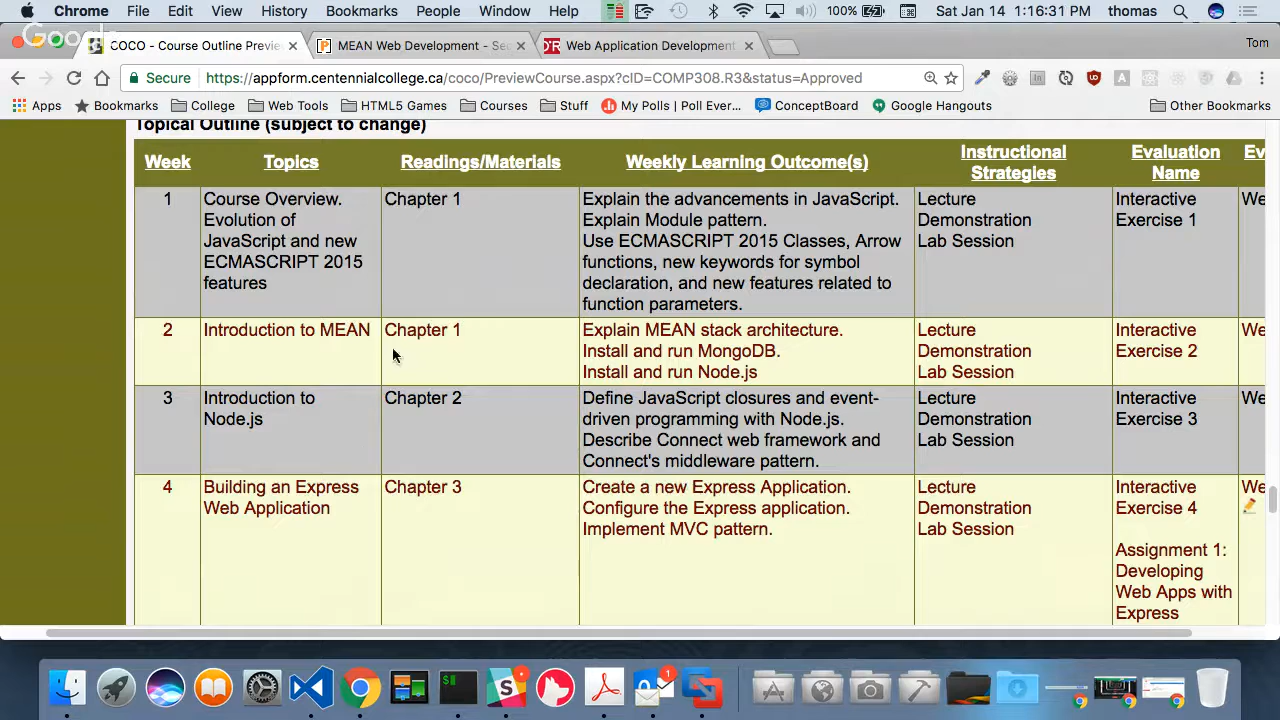 Chrome File Edit View History Bookmarks People Window Help 100% Sat Jan 14 1:16:31 PM thomas
Google
COCO - Course Outline Previe MEAN Web Development - Se Web Application Development Tom
Secure https://appform.centennialcollege.ca/coco/PreviewCourse.aspx?cID=COMP308.R3&status=Approved
Apps Bookmarks College Web Tools HTML5 Games Courses Stuff My Polls | Poll Ever... ConceptBoard Google Hangouts Other Bookmarks
Topical Outline (subject to change)
Week Topics Readings/Materials Weekly Learning Outcome(s) Instructional Strategies Evaluation Name Ev
1
Course Overview.
Evolution of
JavaScript and new
ECMASCRIPT 2015
features
Chapter 1
Explain the advancements in JavaScript.
Explain Module pattern.
Use ECMASCRIPT 2015 Classes, Arrow
functions, new keywords for symbol
declaration, and new features related to
function parameters.
Lecture
Demonstration
Lab Session
Interactive
Exercise 1
We
2
Introduction to MEAN
Chapter 1
Explain MEAN stack architecture.
Install and run MongoDB.
Install and run Node.js
Lecture
Demonstration
Lab Session
Interactive
Exercise 2
We
3
Introduction to
Node.js
Chapter 2
Define JavaScript closures and event-
driven programming with Node.js.
Describe Connect web framework and
Connect's middleware pattern.
Lecture
Demonstration
Lab Session
Interactive
Exercise 3
We
4
Building an Express
Web Application
Chapter 3
Create a new Express Application.
Configure the Express application.
Implement MVC pattern.
Lecture
Demonstration
Lab Session
Interactive
Exercise 4
Assignment 1:
Developing
Web Apps with
Express
We
1